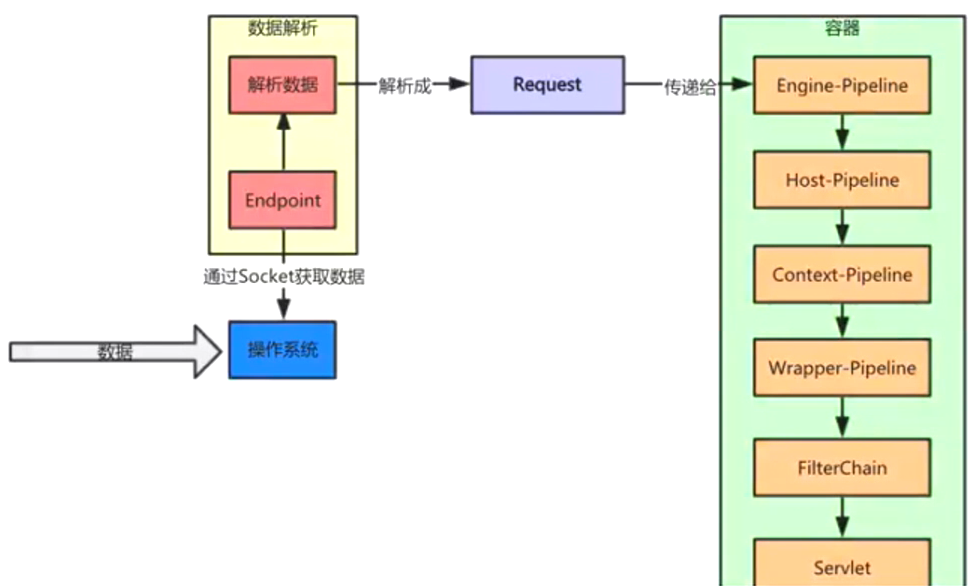 数据解析
解析数据
解析成
Request
传递给
容器
Engine-Pipeline
Host-Pipeline
Endpoint
通过Socket获取数据
Context-Pipeline
数据
操作系统
Wrapper-Pipeline
FilterChain
Servlet